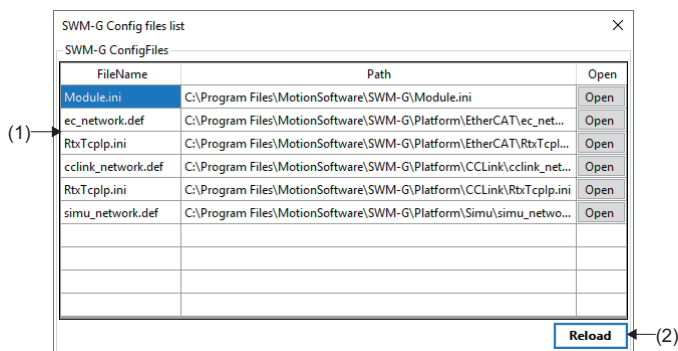 SWM-G Config files list
SWM-G ConfigFiles
FileName Path Open
Module.ini C:\Program Files\MotionSoftware\SWM-G\Module.ini Open
ec_network.def C:\Program Files\MotionSoftware\SWM-G\Platform\EtherCAT\ec_net... Open
(1)
RtxTcpIp.ini C:\Program Files\MotionSoftware\SWM-G\Platform\EtherCAT\RtxTcpI... Open
cclink_network.def C:\Program Files\MotionSoftware\SWM-G\Platform\CCLink\cclink_net... Open
RtxTcpIp.ini C:\Program Files\MotionSoftware\SWM-G\Platform\CCLink\RtxTcpIp.ini Open
simu_network.def C:\Program Files\MotionSoftware\SWM-G\Platform\Simu\simu_netwo... Open
Reload (2)